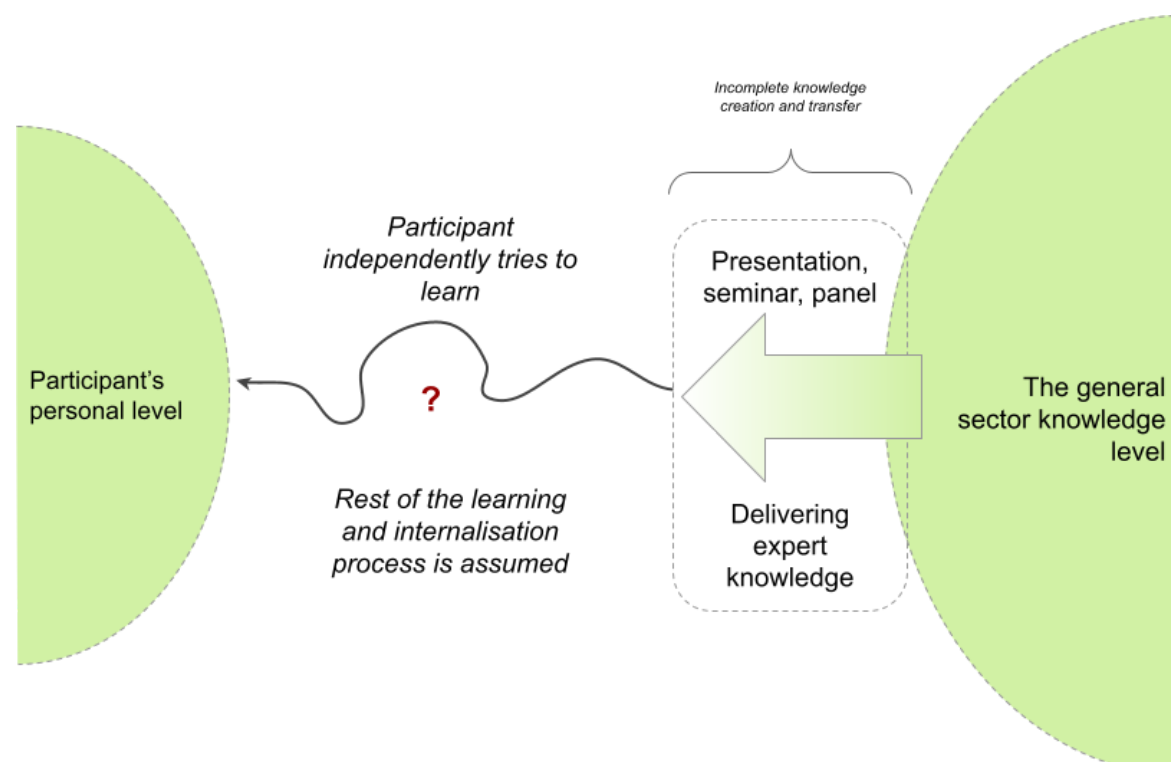 Incomplete knowledge
creation and transfer
Participant
independently tries to
learn
Presentation,
seminar, panel
Participant’s
personal level
?
The general
sector knowledge
level
Rest of the learning
and internalisation
process is assumed
Delivering
expert
knowledge